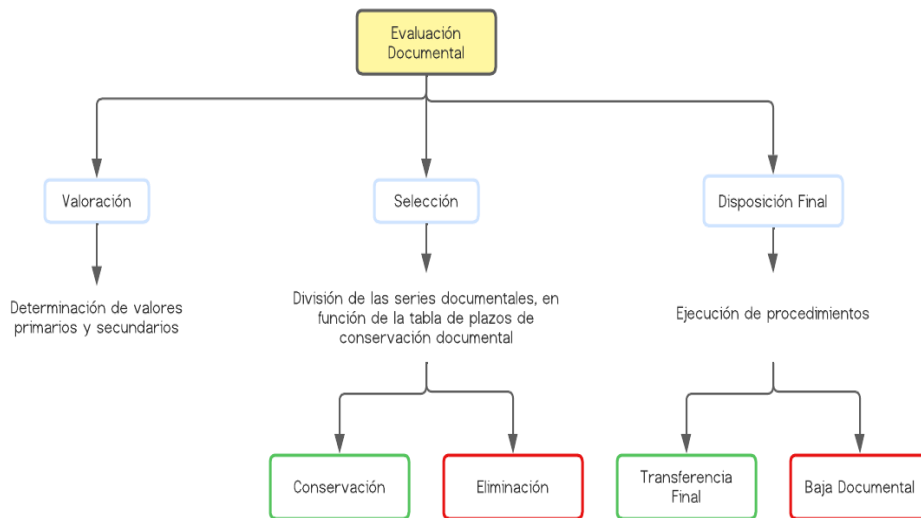 Evaluación
Documental
Valoración
Selección
Disposición Final
Determinación de valores
primarios y secundarios
División de las series documentales, en
función de la tabla de plazos de
conservación documental
Ejecución de procedimientos
Conservación
Eliminación
Transferencia
Final
Baja Documental